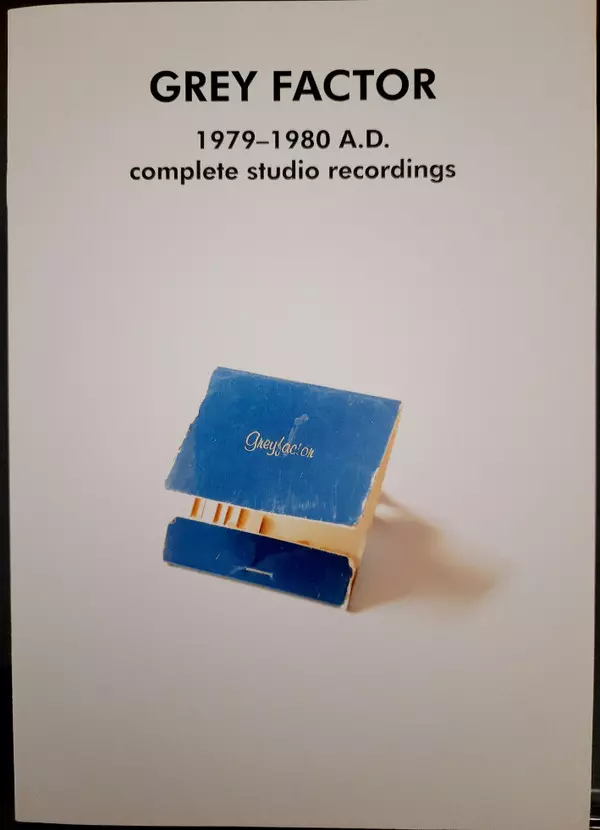 GREY FACTOR
1979–1980 A.D.
complete studio recordings
Greyfactor